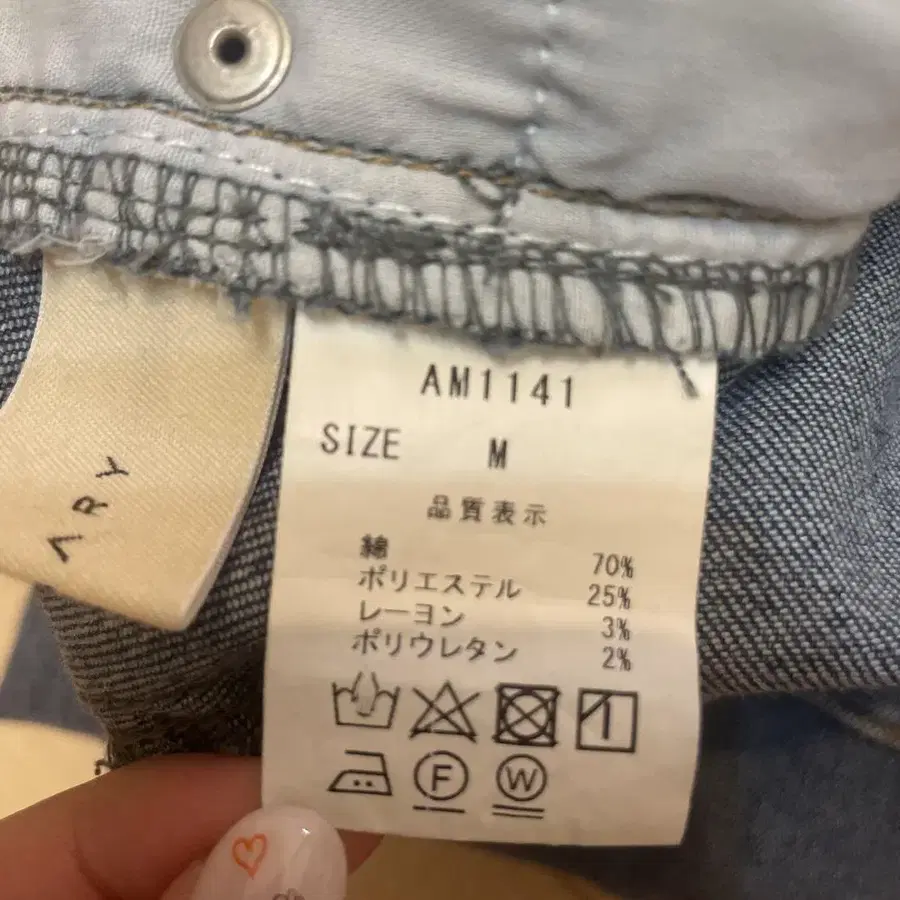 ARY
AM1141
SIZE M
品質表示
綿 70%
ポリエステル 25%
レーヨン 3%
ポリウレタン 2%
F W